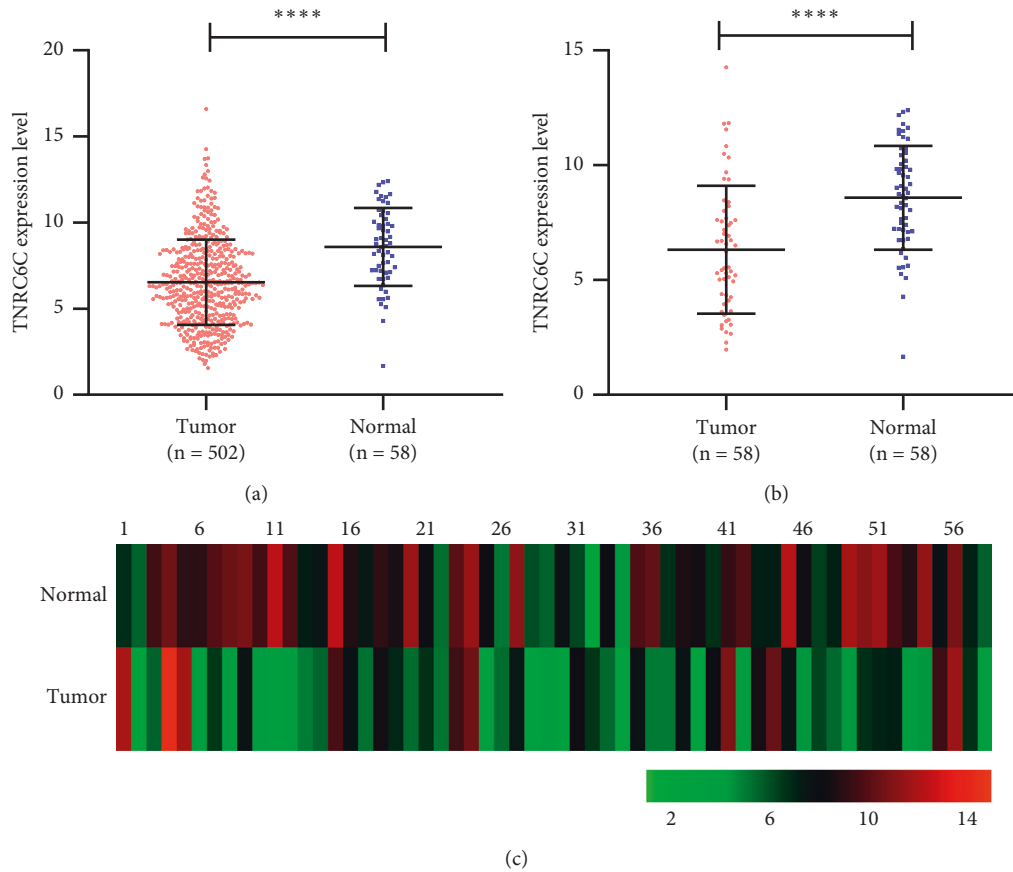 ****
20
15
10
5
0
TNRC6C expression level
Tumor
(n = 502)
Normal
(n = 58)
(a)
****
15
10
5
0
TNRC6C expression level
Tumor
(n = 58)
Normal
(n = 58)
(b)
1 6 11 16 21 26 31 36 41 46 51 56
Normal
Tumor
2 6 10 14
(c)